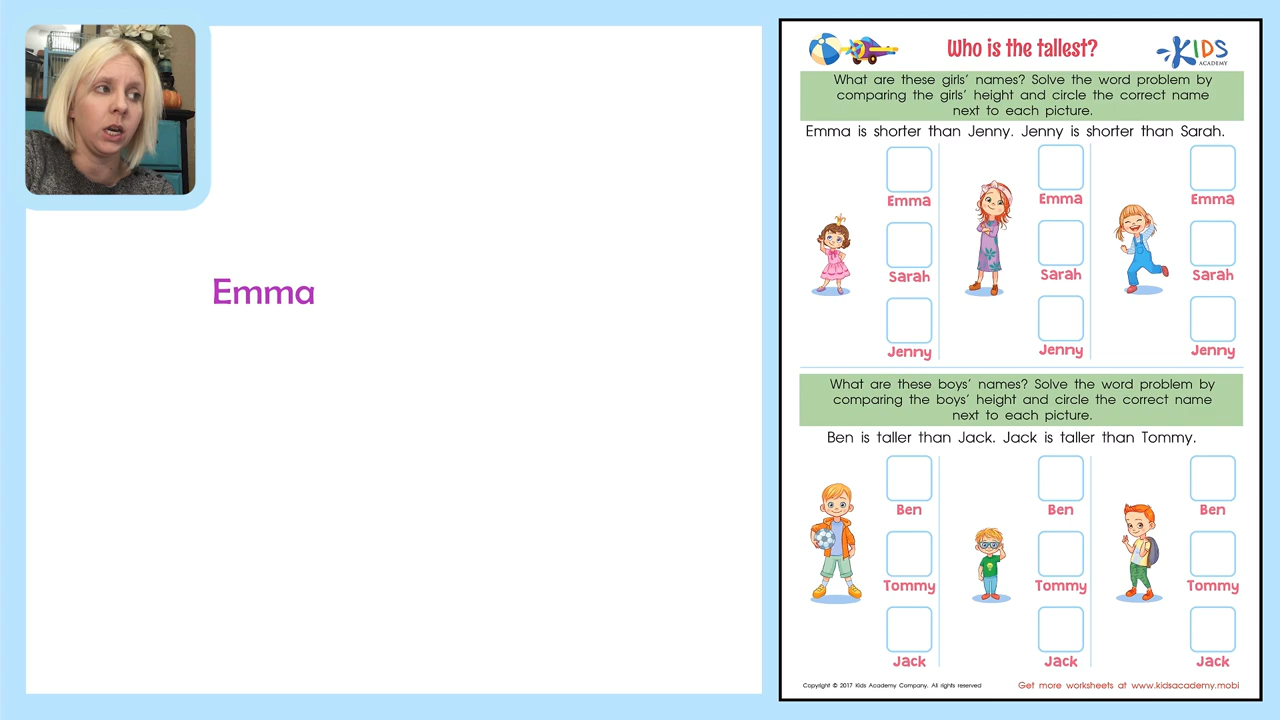 Emma
Who is the tallest?
KIDS
ACADEMY
What are these girls' names? Solve the word problem by
comparing the girls' height and circle the correct name
next to each picture.
Emma is shorter than Jenny. Jenny is shorter than Sarah.
Emma
Sarah
Jenny
Emma
Sarah
Jenny
Emma
Sarah
Jenny
What are these boys' names? Solve the word problem by
comparing the boys' height and circle the correct name
next to each picture.
Ben is taller than Jack. Jack is taller than Tommy.
Ben
Tommy
Jack
Ben
Tommy
Jack
Ben
Tommy
Jack
Copyright © 2017 Kids Academy Company. All rights reserved
Get more worksheets at www.kidsacademy.mobi